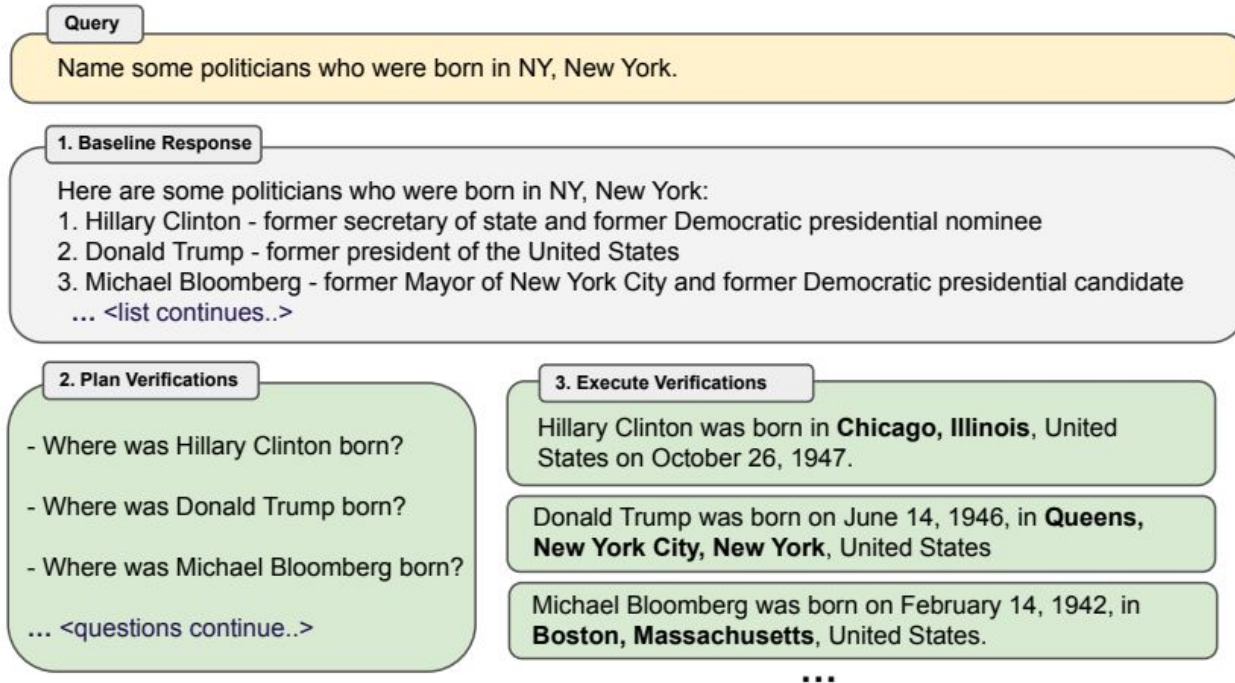 Query
Name some politicians who were born in NY, New York.
1. Baseline Response
Here are some politicians who were born in NY, New York:
1. Hillary Clinton - former secretary of state and former Democratic presidential nominee
2. Donald Trump - former president of the United States
3. Michael Bloomberg - former Mayor of New York City and former Democratic presidential candidate
... <list continues..>
2. Plan Verifications
- Where was Hillary Clinton born?
- Where was Donald Trump born?
- Where was Michael Bloomberg born?
... <questions continue..>
3. Execute Verifications
Hillary Clinton was born in Chicago, Illinois, United
States on October 26, 1947.
Donald Trump was born on June 14, 1946, in Queens,
New York City, New York, United States
Michael Bloomberg was born on February 14, 1942, in
Boston, Massachusetts, United States.
...